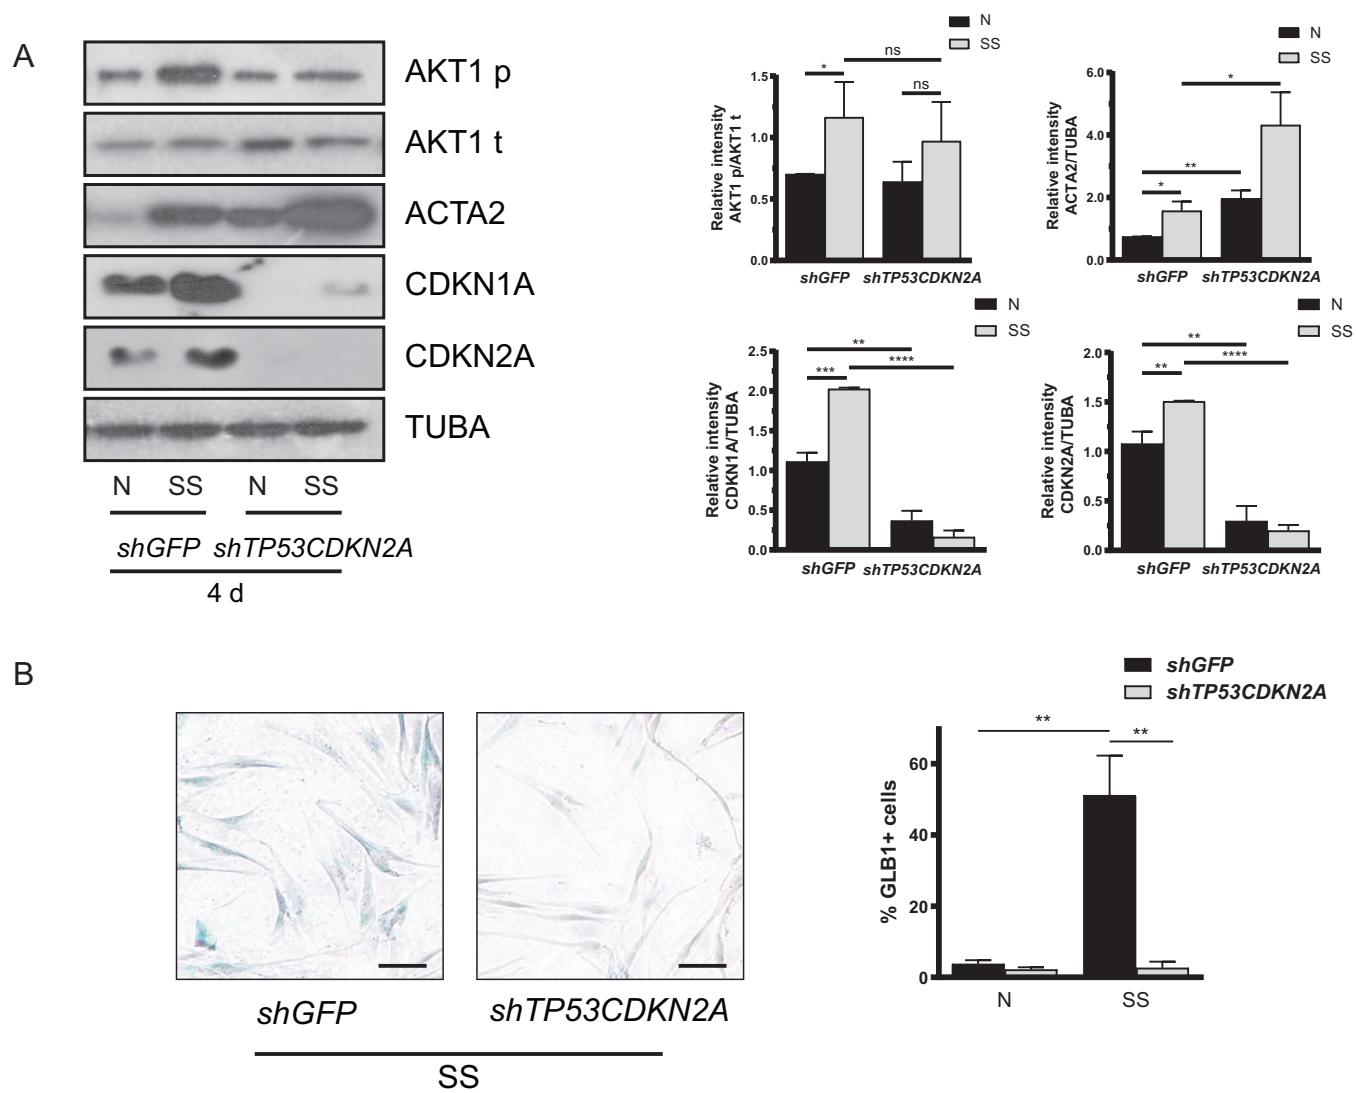 A
AKT1 p
AKT1 t
ACTA2
CDKN1A
CDKN2A
TUBA
N SS N SS
shGFP shTP53CDKN2A
4 d
N
SS
Relative intensity
AKT1 p/AKT1 t
1.5
1.0
0.5
0.0
* ns ns
shGFP shTP53CDKN2A
N
SS
Relative intensity
ACTA2/TUBA
6.0
4.0
2.0
0.0
* ** *
shGFP shTP53CDKN2A
N
SS
Relative intensity
CDKN1A/TUBA
2.5
2.0
1.5
1.0
0.5
0.0
** *** ****
shGFP shTP53CDKN2A
N
SS
Relative intensity
CDKN2A/TUBA
2.0
1.5
1.0
0.5
0.0
** ** ****
shGFP shTP53CDKN2A
B
shGFP shTP53CDKN2A
SS
shGFP
shTP53CDKN2A
% GLB1+ cells
60
40
20
0
** **
N SS